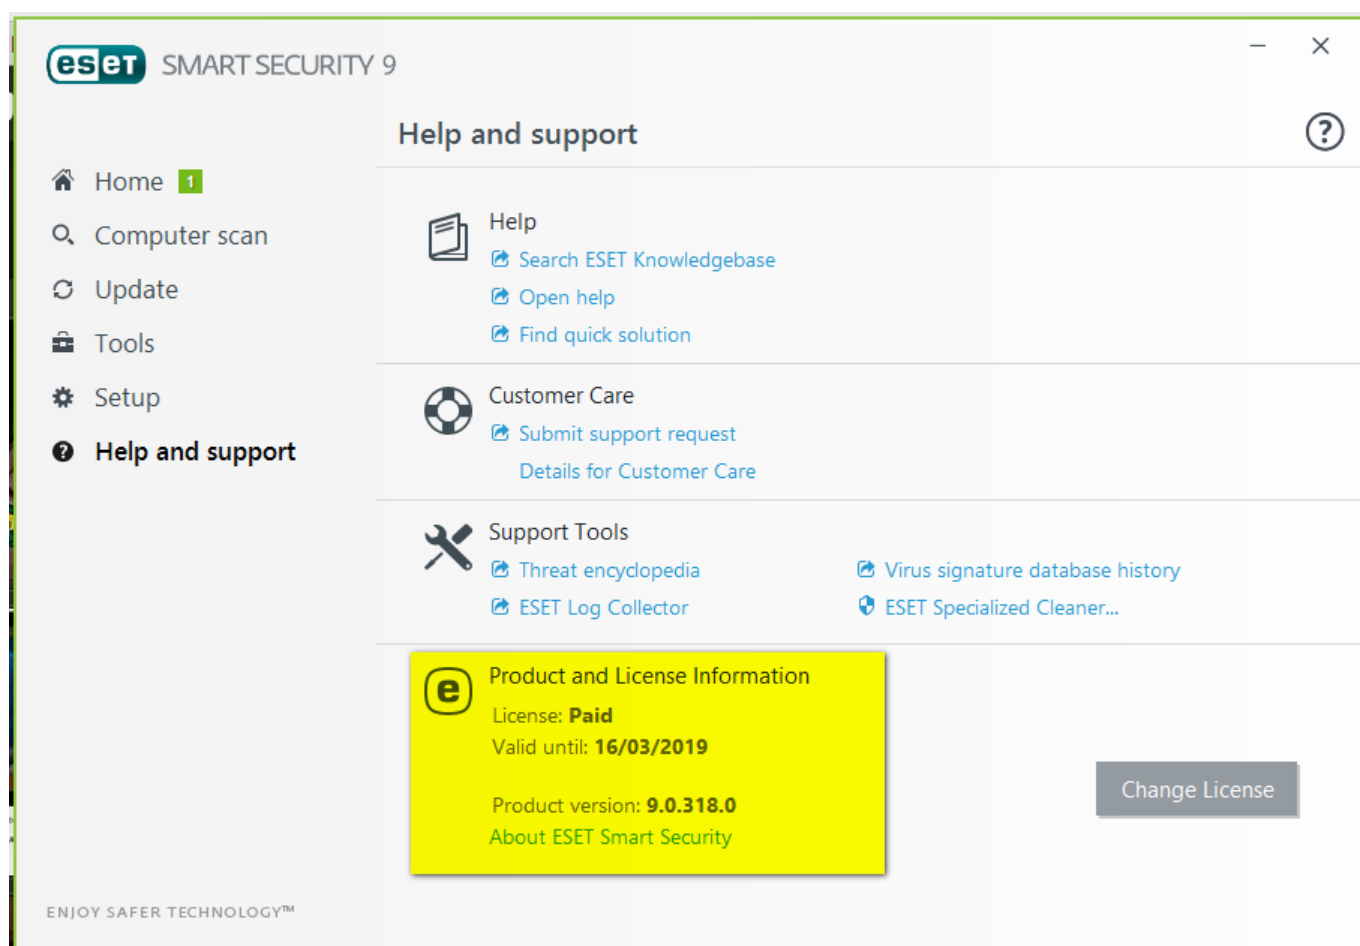 eset SMART SECURITY 9
Help and support
Home 1
Computer scan
Update
Tools
Setup
Help and support
Help
Search ESET Knowledgebase
Open help
Find quick solution
Customer Care
Submit support request
Details for Customer Care
Support Tools
Threat encyclopedia
Virus signature database history
ESET Log Collector
ESET Specialized Cleaner...
Product and License Information
License: Paid
Valid until: 16/03/2019
Product version: 9.0.318.0
About ESET Smart Security
Change License
ENJOY SAFER TECHNOLOGY™